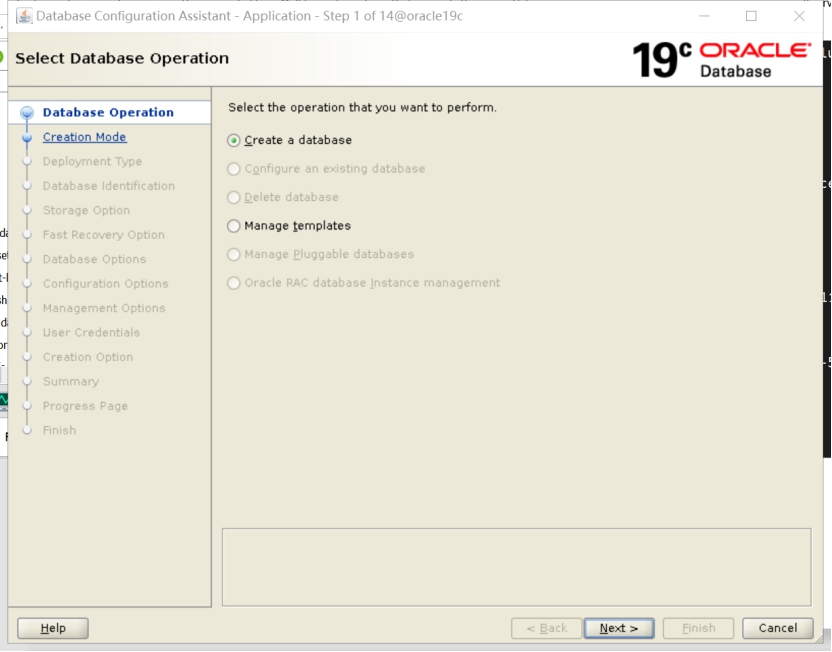 Database Configuration Assistant - Application - Step 1 of 14@oracle19c
Select Database Operation
19c ORACLE
Database
Database Operation
Creation Mode
Deployment Type
Database Identification
Storage Option
Fast Recovery Option
Database Options
Configuration Options
Management Options
User Credentials
Creation Option
Summary
Progress Page
Finish
Select the operation that you want to perform.
Create a database
Configure an existing database
Delete database
Manage templates
Manage Pluggable databases
Oracle RAC database Instance management
Help
< Back
Next >
Finish
Cancel